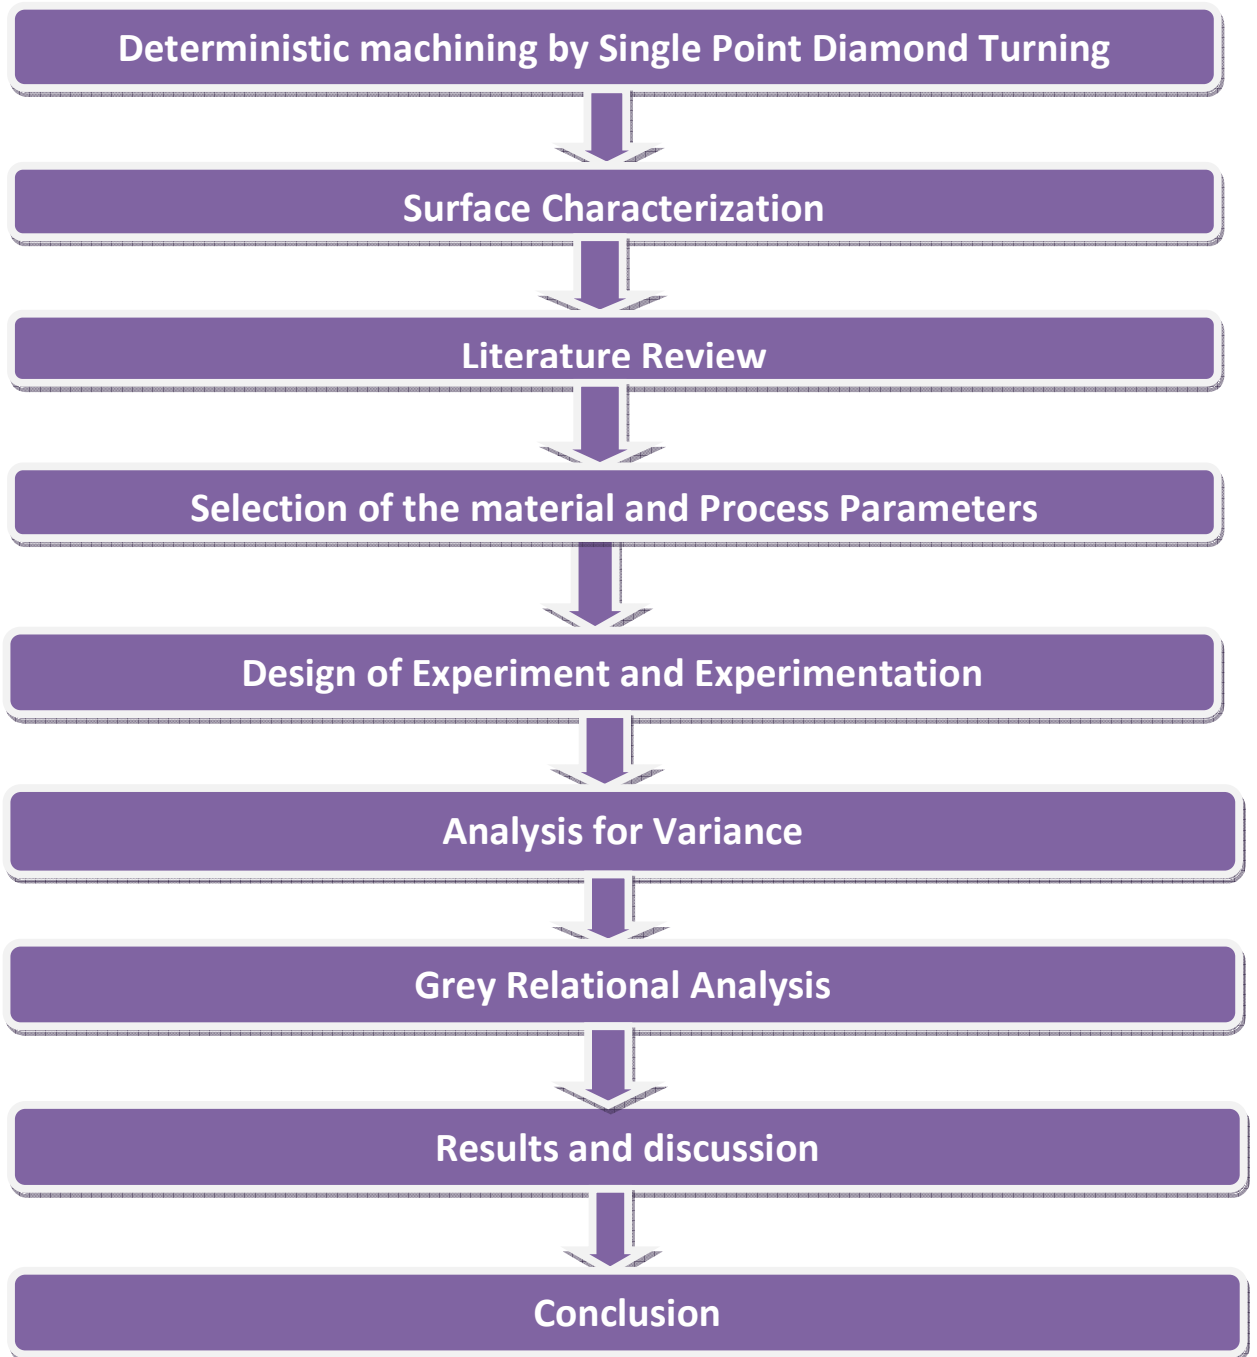 Deterministic machining by Single Point Diamond Turning
Surface Characterization
Literature Review
Selection of the material and Process Parameters
Design of Experiment and Experimentation
Analysis for Variance
Grey Relational Analysis
Results and discussion
Conclusion